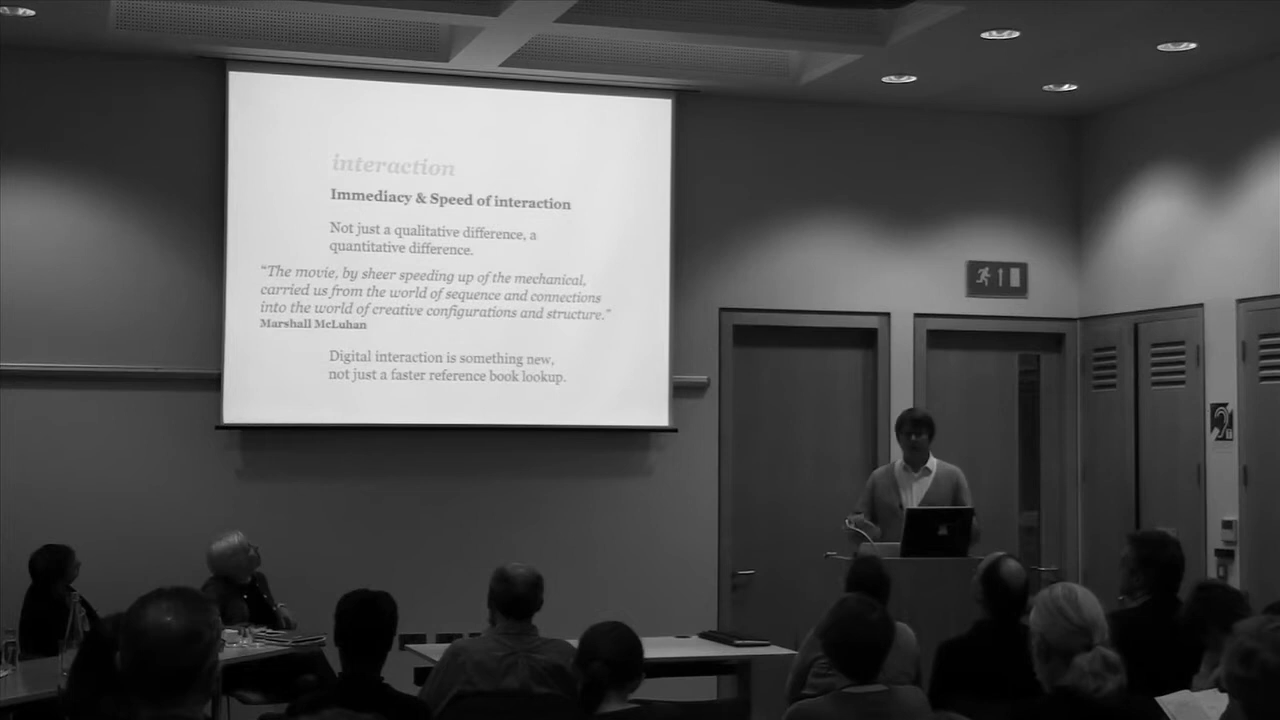 interaction
Immediacy & Speed of interaction
Not just a qualitative difference, a
quantitative difference.
“The movie, by sheer speeding up of the mechanical,
carried us from the world of sequence and connections
into the world of creative configurations and structure.”
Marshall McLuhan
Digital interaction is something new,
not just a faster reference book lookup.